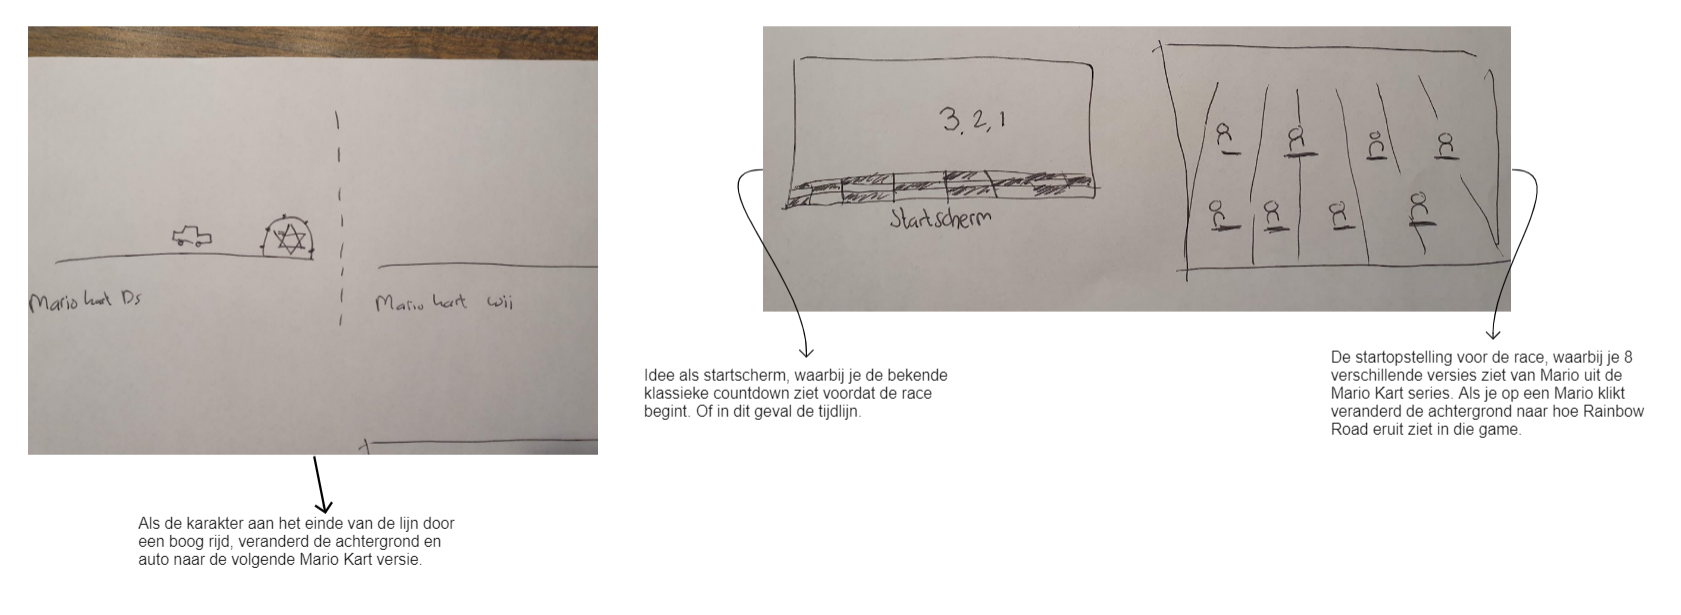 Mario kart Ds
Mario kart wii
Als de karakter aan het einde van de lijn door
een boog rijd, veranderd de achtergrond en
auto naar de volgende Mario Kart versie.
3, 2, 1
Startscherm
Idee als startscherm, waarbij je de bekende
klassieke countdown ziet voordat de race
begint. Of in dit geval de tijdlijn.
De startopstelling voor de race, waarbij je 8
verschillende versies ziet van Mario uit de
Mario Kart series. Als je op een Mario klikt
veranderd de achtergrond naar hoe Rainbow
Road eruit ziet in die game.